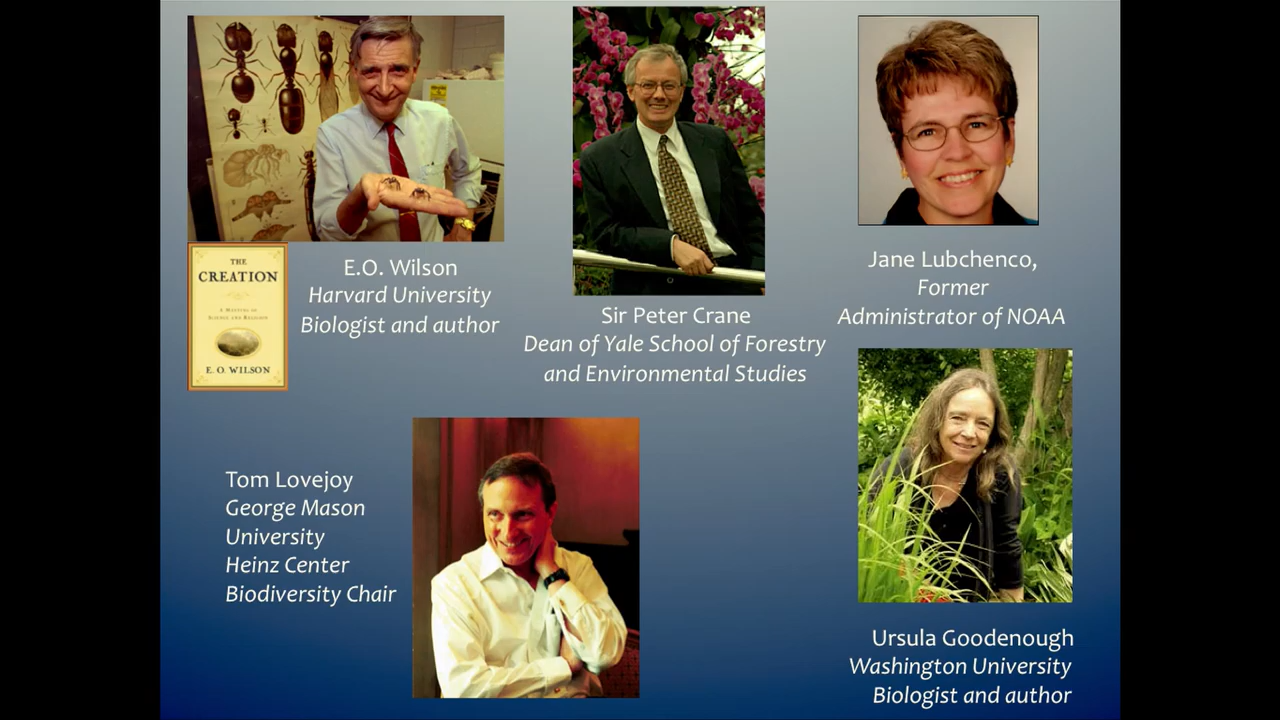 THE
CREATION
E. O. WILSON
E.O. Wilson
Harvard University
Biologist and author
Sir Peter Crane
Dean of Yale School of Forestry
and Environmental Studies
Jane Lubchenco,
Former
Administrator of NOAA
Tom Lovejoy
George Mason
University
Heinz Center
Biodiversity Chair
Ursula Goodenough
Washington University
Biologist and author